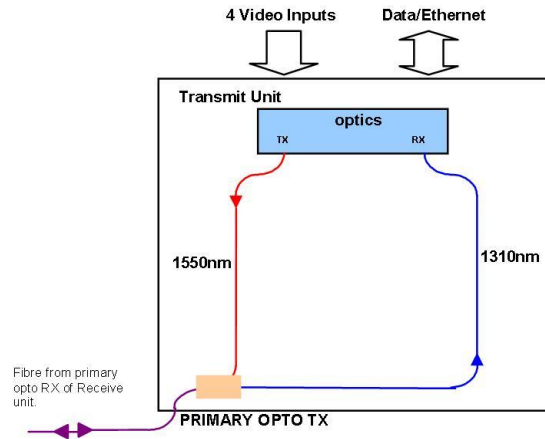 4 Video Inputs
Data/Ethernet
Transmit Unit
optics
TX
RX
1550nm
1310nm
Fibre from primary
opto RX of Receive
unit.
PRIMARY OPTO TX